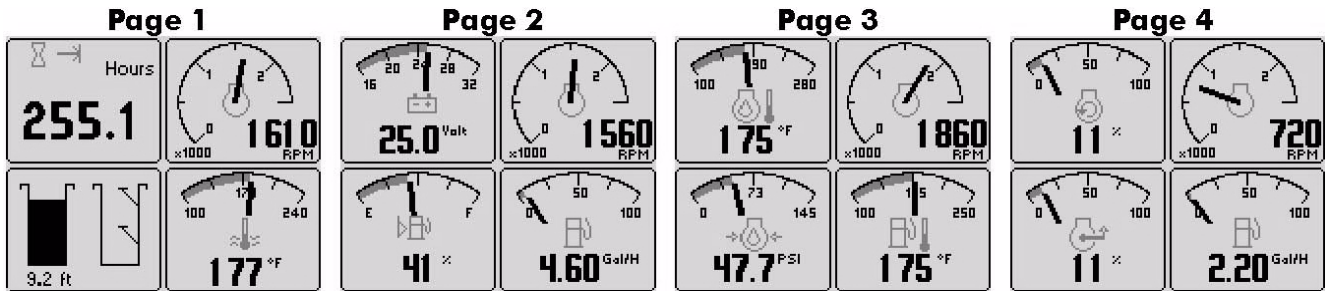 Page 1
Page 2
Page 3
Page 4
Hours
255.1
0
1
2
x1000
1610
RPM
16
20
24
28
32
25.0 Volt
0
1
2
x1000
1560
RPM
100
190
280
175 °F
0
1
2
x1000
1860
RPM
0
50
100
11 %
0
1
2
x1000
720
RPM
9.2 ft
100
240
177 °F
E
F
41 %
0
50
100
4.60 Gal/H
0
73
145
47.7 PSI
100
250
175 °F
0
50
100
11 %
0
50
100
2.20 Gal/H